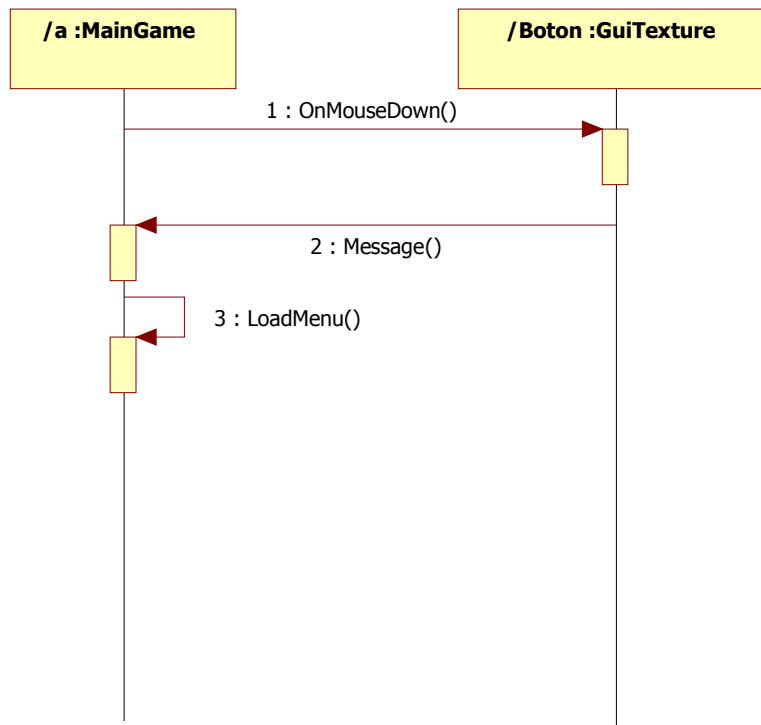 /a :MainGame
/Boton :GuiTexture
1 : OnMouseDown()
2 : Message()
3 : LoadMenu()